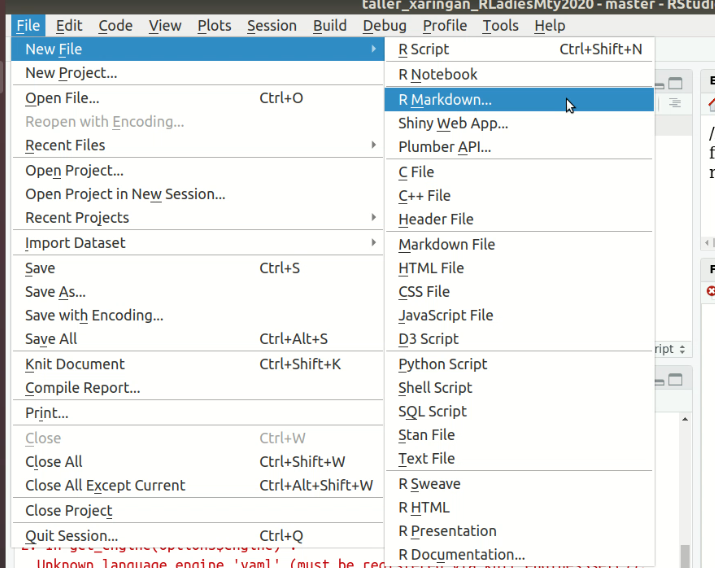 taller_xaringan_RLadiesMty2020 - master - RStudi
File Edit Code View Plots Session Build Debug Profile Tools Help
New File
New Project...
Open File... Ctrl+O
Reopen with Encoding...
Recent Files
Open Project...
Open Project in New Session...
Recent Projects
Import Dataset
Save Ctrl+S
Save As...
Save with Encoding...
Save All Ctrl+Alt+S
Knit Document Ctrl+Shift+K
Compile Report...
Print...
Close Ctrl+W
Close All Ctrl+Shift+W
Close All Except Current Ctrl+Alt+Shift+W
Close Project
Quit Session... Ctrl+Q
R Script Ctrl+Shift+N
R Notebook
R Markdown...
Shiny Web App...
Plumber API...
C File
C++ File
Header File
Markdown File
HTML File
CSS File
JavaScript File
D3 Script
Python Script
Shell Script
SQL Script
Stan File
Text File
R Sweave
R HTML
R Presentation
R Documentation...
ript
2: In get_engine(options$engine) :
Unknown language engine 'yaml' (must be registered via knit_engines$set()).